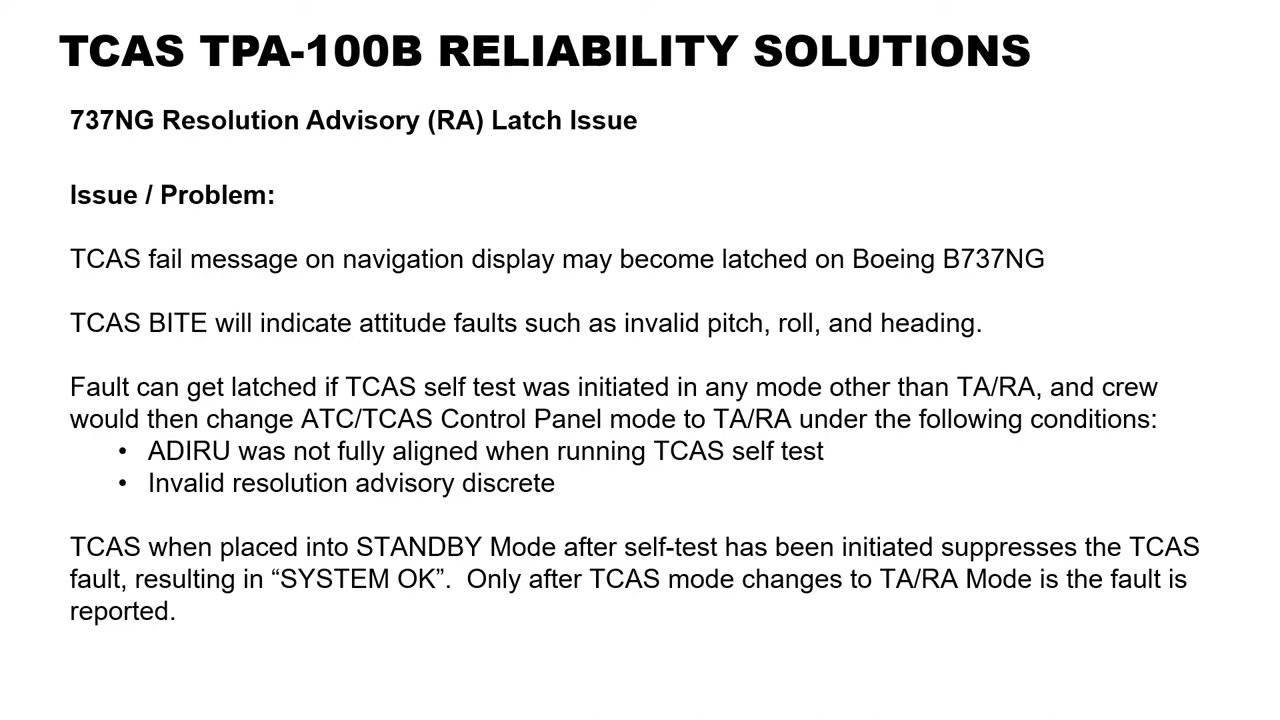 TCAS TPA-100B RELIABILITY SOLUTIONS
737NG Resolution Advisory (RA) Latch Issue
Issue / Problem:
TCAS fail message on navigation display may become latched on Boeing B737NG
TCAS BITE will indicate attitude faults such as invalid pitch, roll, and heading.
Fault can get latched if TCAS self test was initiated in any mode other than TA/RA, and crew
would then change ATC/TCAS Control Panel mode to TA/RA under the following conditions:
• ADIRU was not fully aligned when running TCAS self test
• Invalid resolution advisory discrete
TCAS when placed into STANDBY Mode after self-test has been initiated suppresses the TCAS
fault, resulting in “SYSTEM OK”.  Only after TCAS mode changes to TA/RA Mode is the fault is
reported.